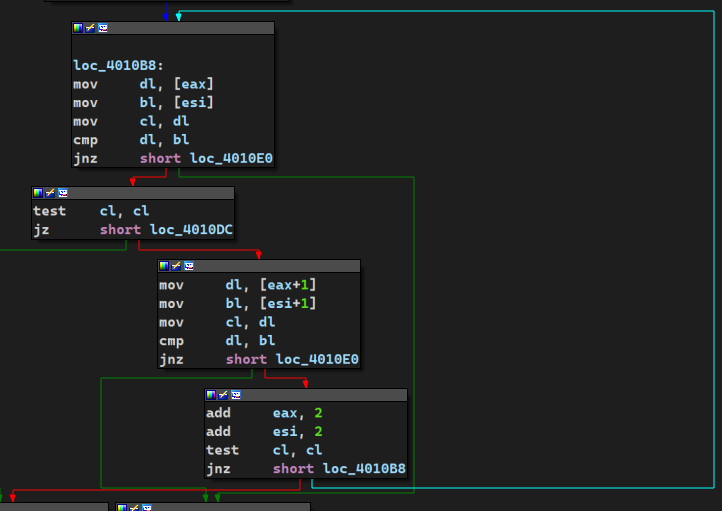 loc_4010B8:
mov dl, [eax]
mov bl, [esi]
mov cl, dl
cmp dl, bl
jnz short loc_4010E0
test cl, cl
jz short loc_4010DC
mov dl, [eax+1]
mov bl, [esi+1]
mov cl, dl
cmp dl, bl
jnz short loc_4010E0
add eax, 2
add esi, 2
test cl, cl
jnz short loc_4010B8